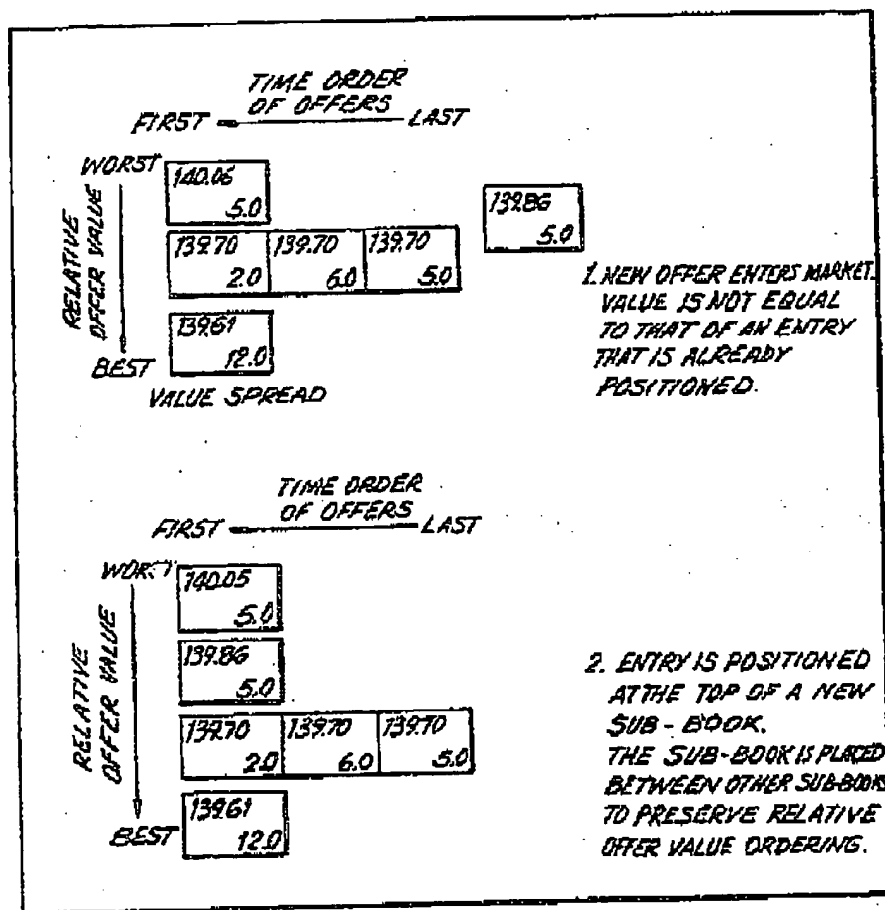 TIME ORDER
OF OFFERS
FIRST LAST
WORST
RELATIVE
OFFER VALUE
BEST
140.06
5.0
139.70 139.70 139.70
2.0 6.0 5.0
139.61
12.0
VALUE SPREAD
139.86
5.0
1. NEW OFFER ENTERS MARKET.
VALUE IS NOT EQUAL
TO THAT OF AN ENTRY
THAT IS ALREADY
POSITIONED.
TIME ORDER
OF OFFERS
FIRST LAST
RELATIVE
OFFER VALUE
BEST
140.05
5.0
139.86
5.0
139.70 139.70 139.70
2.0 6.0 5.0
139.61
12.0
2. ENTRY IS POSITIONED
AT THE TOP OF A NEW
SUB-BOOK.
THE SUB-BOOK IS PLACED
BETWEEN OTHER SUB-BOOKS
TO PRESERVE RELATIVE
OFFER VALUE ORDERING.